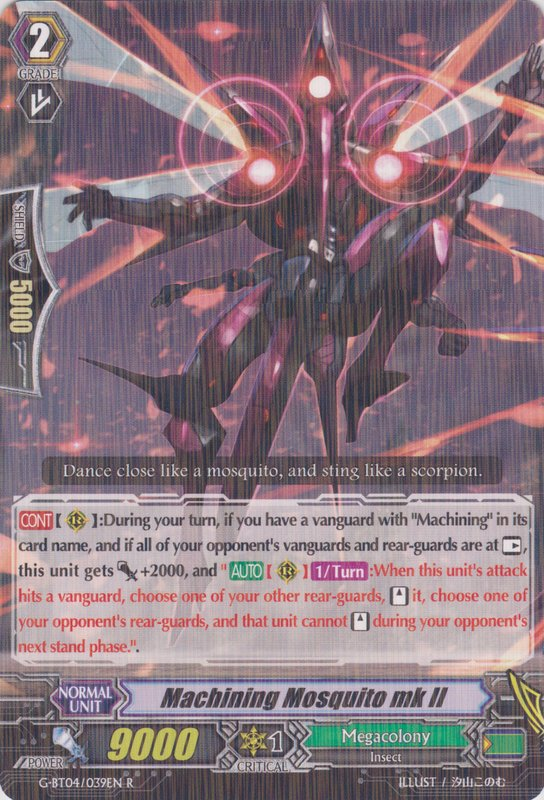 2
GRADE
SHIELD
5000
Dance close like a mosquito, and sting like a scorpion.
CONT【 R 】:During your turn, if you have a vanguard with "Machining" in its
card name, and if all of your opponent's vanguards and rear-guards are at ,
this unit gets +2000, and "AUTO【 R 】 1/Turn:When this unit's attack
hits a vanguard, choose one of your other rear-guards, it, choose one of
your opponent's rear-guards, and that unit cannot during your opponent's
next stand phase.".
NORMAL
UNIT
Machining Mosquito mk II
POWER
9000
1
CRITICAL
Megacolony
Insect
G-BT04/039EN R
ILLUST / 汐山このむ